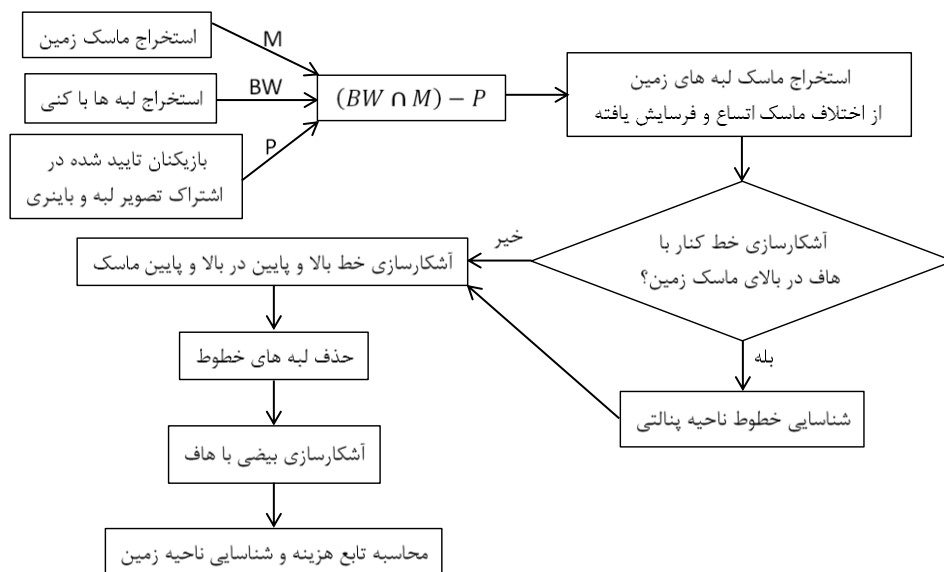 استخراج ماسک زمین
M
استخراج لبه ها با کنی
BW
بازیکنان تایید شده در
اشتراک تصویر لبه و باینری
P
(BW ∩ M) − P
استخراج ماسک لبه های زمین
از اختلاف ماسک اتساع و فرسایش یافته
آشکارسازی خط کنار با
هاف در بالای ماسک زمین؟
خیر
بله
شناسایی خطوط ناحیه پنالتی
آشکارسازی خط بالا و پایین در بالا و پایین ماسک
حذف لبه های خطوط
آشکارسازی بیضی با هاف
محاسبه تابع هزینه و شناسایی ناحیه زمین